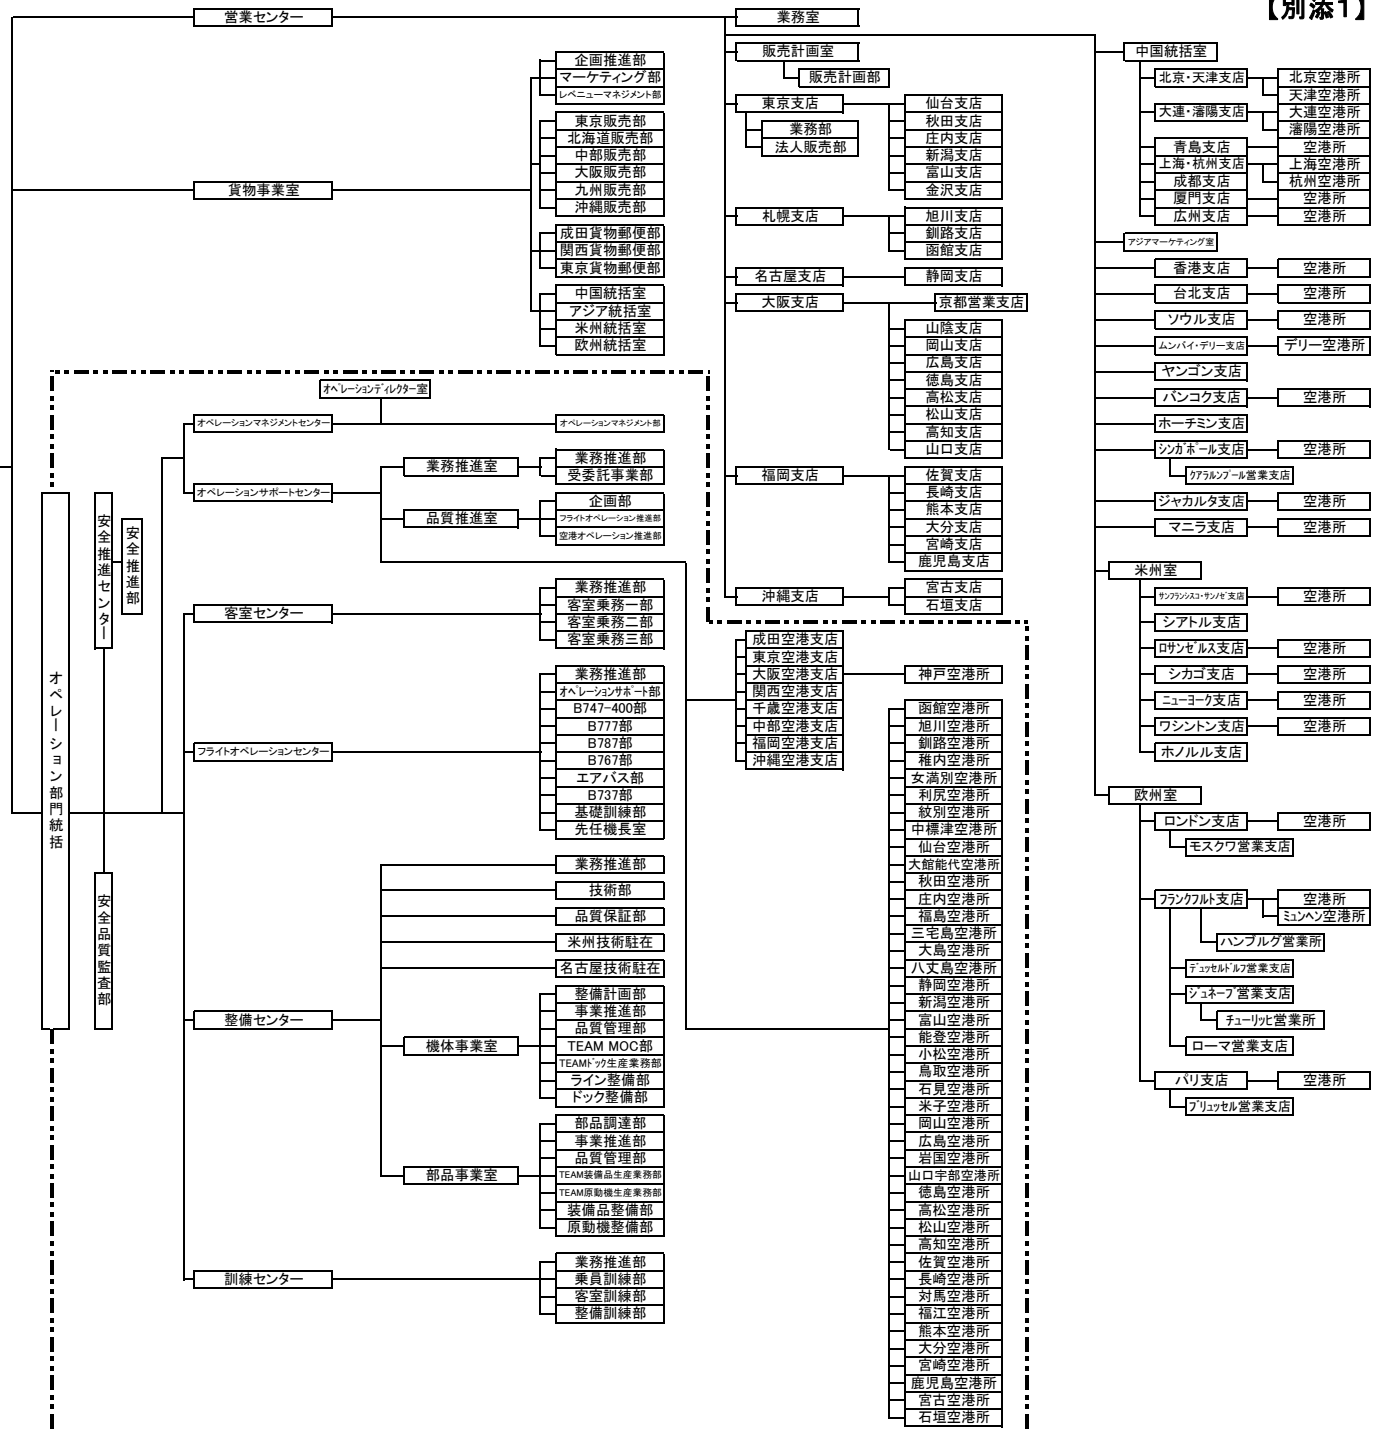 【別添1】
営業センター
貨物事業室
企画推進部
マーケティング部
レベニューマネジメント部
東京販売部
北海道販売部
中部販売部
大阪販売部
九州販売部
沖縄販売部
成田貨物郵便部
関西貨物郵便部
東京貨物郵便部
中国統括室
アジア統括室
米州統括室
欧州統括室
業務室
販売計画室
販売計画部
東京支店
業務部
法人販売部
仙台支店
秋田支店
庄内支店
新潟支店
富山支店
金沢支店
札幌支店
旭川支店
釧路支店
函館支店
名古屋支店
静岡支店
大阪支店
京都営業支店
山陰支店
岡山支店
広島支店
徳島支店
高松支店
松山支店
高知支店
山口支店
福岡支店
佐賀支店
長崎支店
熊本支店
大分支店
宮崎支店
鹿児島支店
沖縄支店
宮古支店
石垣支店
中国統括室
北京・天津支店
北京空港所
天津空港所
大連・瀋陽支店
大連空港所
瀋陽空港所
青島支店
空港所
上海・杭州支店
上海空港所
杭州空港所
成都支店
厦門支店
空港所
広州支店
空港所
アジアマーケティング室
香港支店
空港所
台北支店
空港所
ソウル支店
空港所
ムンバイ・デリー支店
デリー空港所
ヤンゴン支店
バンコク支店
空港所
ホーチミン支店
シンガポール支店
空港所
クアラルンプール営業支店
ジャカルタ支店
空港所
マニラ支店
空港所
米州室
サンフランシスコ・サンノゼ支店
空港所
シアトル支店
ロサンゼルス支店
空港所
シカゴ支店
空港所
ニューヨーク支店
空港所
ワシントン支店
空港所
ホノルル支店
欧州室
ロンドン支店
空港所
モスクワ営業支店
フランクフルト支店
空港所
ミュンヘン空港所
ハンブルグ営業所
デュッセルドルフ営業支店
ジュネーブ営業支店
チューリッヒ営業所
ローマ営業支店
パリ支店
空港所
ブリュッセル営業支店
オペレーション部門統括
安全推進センター
安全推進部
安全品質監査部
オペレーションディレクター室
オペレーションマネジメントセンター
オペレーションマネジメント部
オペレーションサポートセンター
業務推進室
業務推進部
受委託事業部
品質推進室
企画部
フライトオペレーション推進部
空港オペレーション推進部
客室センター
業務推進部
客室乗務一部
客室乗務二部
客室乗務三部
フライトオペレーションセンター
業務推進部
オペレーションサポート部
B747-400部
B777部
B787部
B767部
エアバス部
B737部
基礎訓練部
先任機長室
整備センター
業務推進部
技術部
品質保証部
米州技術駐在
名古屋技術駐在
機体事業室
整備計画部
事業推進部
品質管理部
TEAM MOC部
TEAMドック生産業務部
ライン整備部
ドック整備部
部品事業室
部品調達部
事業推進部
品質管理部
TEAM装備品生産業務部
TEAM原動機生産業務部
装備品整備部
原動機整備部
訓練センター
業務推進部
乗員訓練部
客室訓練部
整備訓練部
成田空港支店
東京空港支店
大阪空港支店
関西空港支店
千歳空港支店
中部空港支店
福岡空港支店
沖縄空港支店
神戸空港所
函館空港所
旭川空港所
釧路空港所
稚内空港所
女満別空港所
利尻空港所
紋別空港所
中標津空港所
仙台空港所
大館能代空港所
秋田空港所
庄内空港所
福島空港所
三宅島空港所
大島空港所
八丈島空港所
静岡空港所
新潟空港所
富山空港所
能登空港所
小松空港所
鳥取空港所
石見空港所
米子空港所
岡山空港所
広島空港所
岩国空港所
山口宇部空港所
徳島空港所
高松空港所
松山空港所
高知空港所
佐賀空港所
長崎空港所
対馬空港所
福江空港所
熊本空港所
大分空港所
宮崎空港所
鹿児島空港所
宮古空港所
石垣空港所